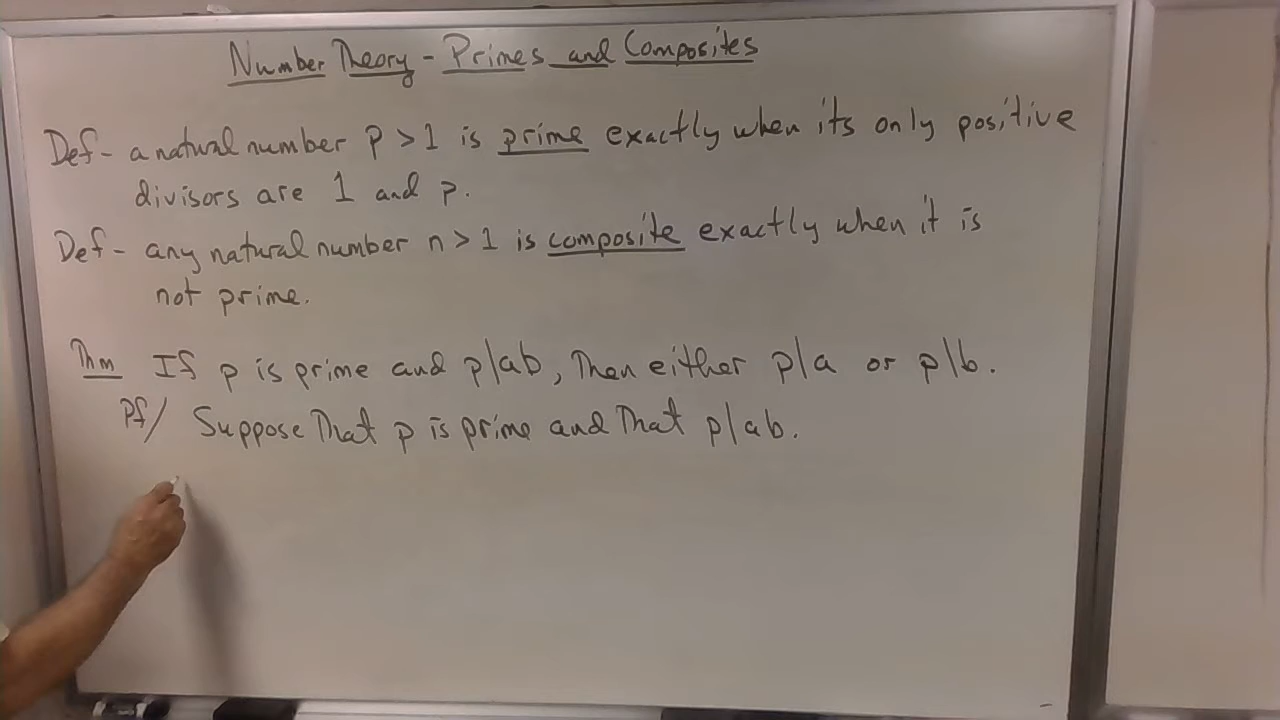 Number Theory - Primes and Composites
Def - a natural number p > 1 is prime exactly when its only positive
divisors are 1 and p.
Def - any natural number n > 1 is composite exactly when it is
not prime.
Thm If p is prime and p|ab, Then either p|a or p|b.
Pf/ Suppose That p is prime and That p|ab.